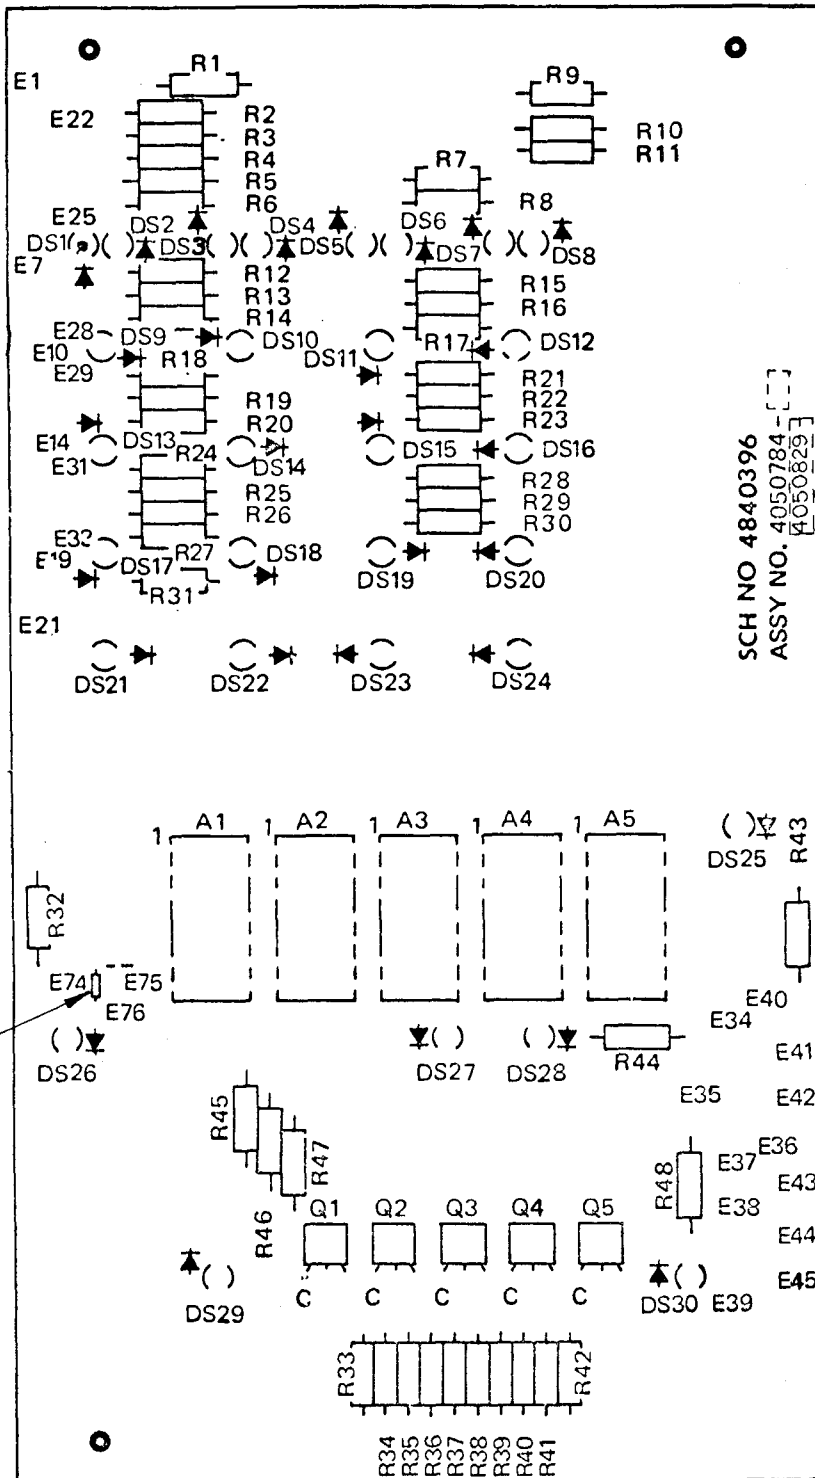 R1
R9
E1
E22
R2
R3
R10
R4
R11
R5
R7
R6
R8
E25
DS2
DS4
DS6
DS1
DS3
DS5
DS7
DS8
E7
R12
R15
R13
R16
R14
E28
DS9
DS10
R17
DS12
E10
R18
DS11
E29
R21
R19
R22
R20
R23
E14
DS13
R24
DS14
DS15
DS16
E31
R28
R25
R29
R26
R30
E32
R27
DS18
E19
DS17
DS19
DS20
R31
E21
DS21
DS22
DS23
DS24
SCH NO 4840396
ASSY NO. 4050784-
4050829
1 A1
1 A2
1 A3
1 A4
1 A5
DS25
R43
R32
E74
E75
E76
E40
E34
DS26
DS27
DS28
R44
E41
E35
E42
R45
R47
R46
R48
E36
E37
E43
E38
Q1
Q2
Q3
Q4
Q5
E44
DS29
C
C
C
C
C
DS30
E39
E45
R33
R42
R34
R35
R36
R37
R38
R39
R40
R41